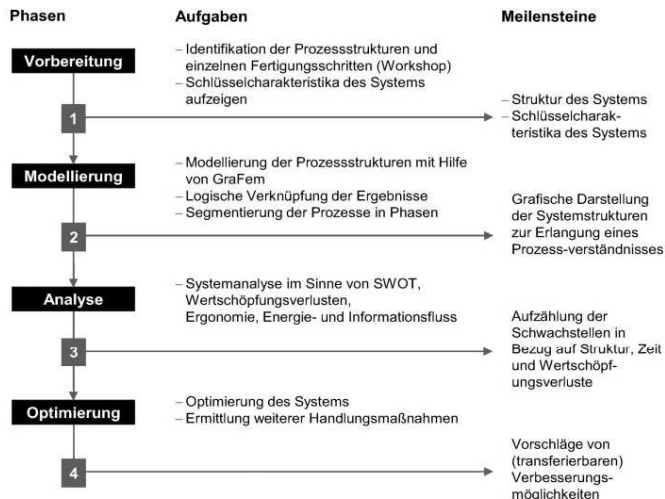 Phasen
Aufgaben
Meilensteine
Vorbereitung
– Identifikation der Prozessstrukturen und
einzelnen Fertigungsschritten (Workshop)
– Schlüsselcharakteristika des Systems
aufzeigen
1
– Struktur des Systems
– Schlüsselcharak-
teristika des Systems
Modellierung
– Modellierung der Prozessstrukturen mit Hilfe
von GraFem
– Logische Verknüpfung der Ergebnisse
– Segmentierung der Prozesse in Phasen
2
Grafische Darstellung
der Systemstrukturen
zur Erlangung eines
Prozess-verständnisses
Analyse
– Systemanalyse im Sinne von SWOT,
Wertschöpfungsverlusten,
Ergonomie, Energie- und Informationsfluss
3
Aufzählung der
Schwachstellen in
Bezug auf Struktur, Zeit
und Wertschöpf-
ungsverluste
Optimierung
– Optimierung des Systems
– Ermittlung weiterer Handlungsmaßnahmen
4
Vorschläge von
(transferierbaren)
Verbesserungs-
möglichkeiten